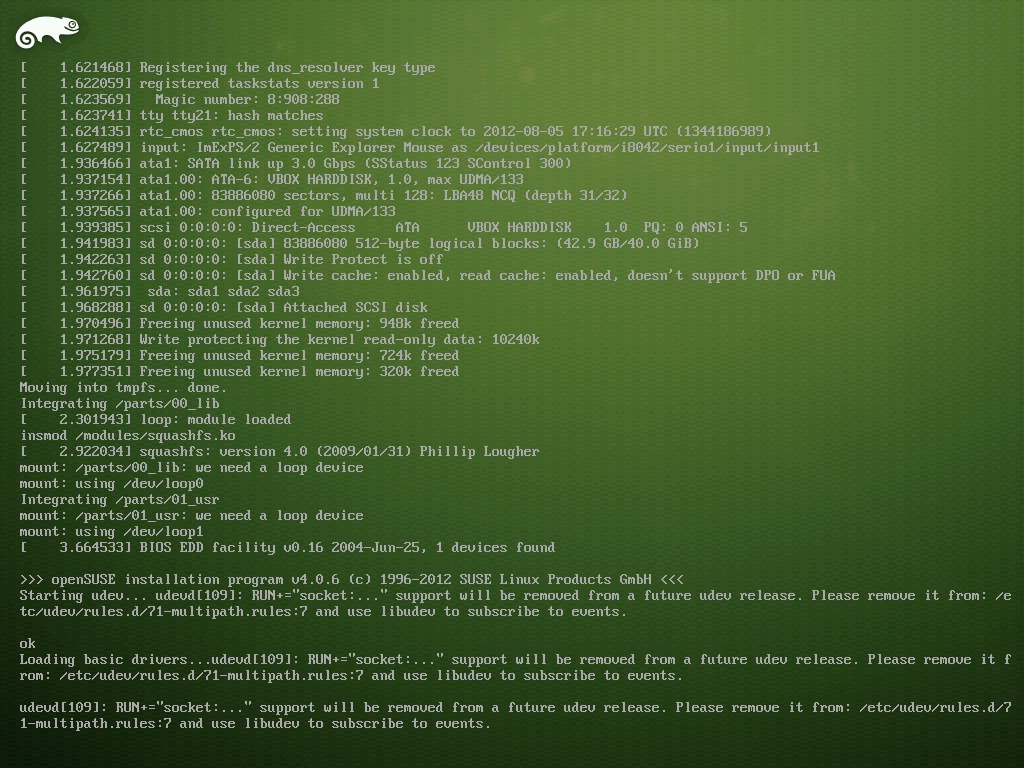 [    1.621468] Registering the dns_resolver key type
[    1.622059] registered taskstats version 1
[    1.623569]   Magic number: 8:908:288
[    1.623741] tty tty21: hash matches
[    1.624135] rtc_cmos rtc_cmos: setting system clock to 2012-08-05 17:16:29 UTC (1344186989)
[    1.627489] input: ImExPS/2 Generic Explorer Mouse as /devices/platform/i8042/serio1/input/input1
[    1.936466] ata1: SATA link up 3.0 Gbps (SStatus 123 SControl 300)
[    1.937154] ata1.00: ATA-6: VBOX HARDDISK, 1.0, max UDMA/133
[    1.937266] ata1.00: 83886080 sectors, multi 128: LBA48 NCQ (depth 31/32)
[    1.937565] ata1.00: configured for UDMA/133
[    1.939385] scsi 0:0:0:0: Direct-Access     ATA      VBOX HARDDISK    1.0  PQ: 0 ANSI: 5
[    1.941983] sd 0:0:0:0: [sda] 83886080 512-byte logical blocks: (42.9 GB/40.0 GiB)
[    1.942263] sd 0:0:0:0: [sda] Write Protect is off
[    1.942760] sd 0:0:0:0: [sda] Write cache: enabled, read cache: enabled, doesn't support DPO or FUA
[    1.961975]  sda: sda1 sda2 sda3
[    1.968288] sd 0:0:0:0: [sda] Attached SCSI disk
[    1.970496] Freeing unused kernel memory: 948k freed
[    1.971268] Write protecting the kernel read-only data: 10240k
[    1.975179] Freeing unused kernel memory: 724k freed
[    1.977351] Freeing unused kernel memory: 320k freed
Moving into tmpfs... done.
Integrating /parts/00_lib
[    2.301943] loop: module loaded
insmod /modules/squashfs.ko
[    2.922034] squashfs: version 4.0 (2009/01/31) Phillip Lougher
mount: /parts/00_lib: we need a loop device
mount: using /dev/loop0
Integrating /parts/01_usr
mount: /parts/01_usr: we need a loop device
mount: using /dev/loop1
[    3.664533] BIOS EDD facility v0.16 2004-Jun-25, 1 devices found
>>> openSUSE installation program v4.0.6 (c) 1996-2012 SUSE Linux Products GmbH <<<
Starting udev... udevd[109]: RUN+="socket:..." support will be removed from a future udev release. Please remove it from: /e
tc/udev/rules.d/71-multipath.rules:7 and use libudev to subscribe to events.
ok
Loading basic drivers...udevd[109]: RUN+="socket:..." support will be removed from a future udev release. Please remove it f
rom: /etc/udev/rules.d/71-multipath.rules:7 and use libudev to subscribe to events.
udevd[109]: RUN+="socket:..." support will be removed from a future udev release. Please remove it from: /etc/udev/rules.d/7
1-multipath.rules:7 and use libudev to subscribe to events.